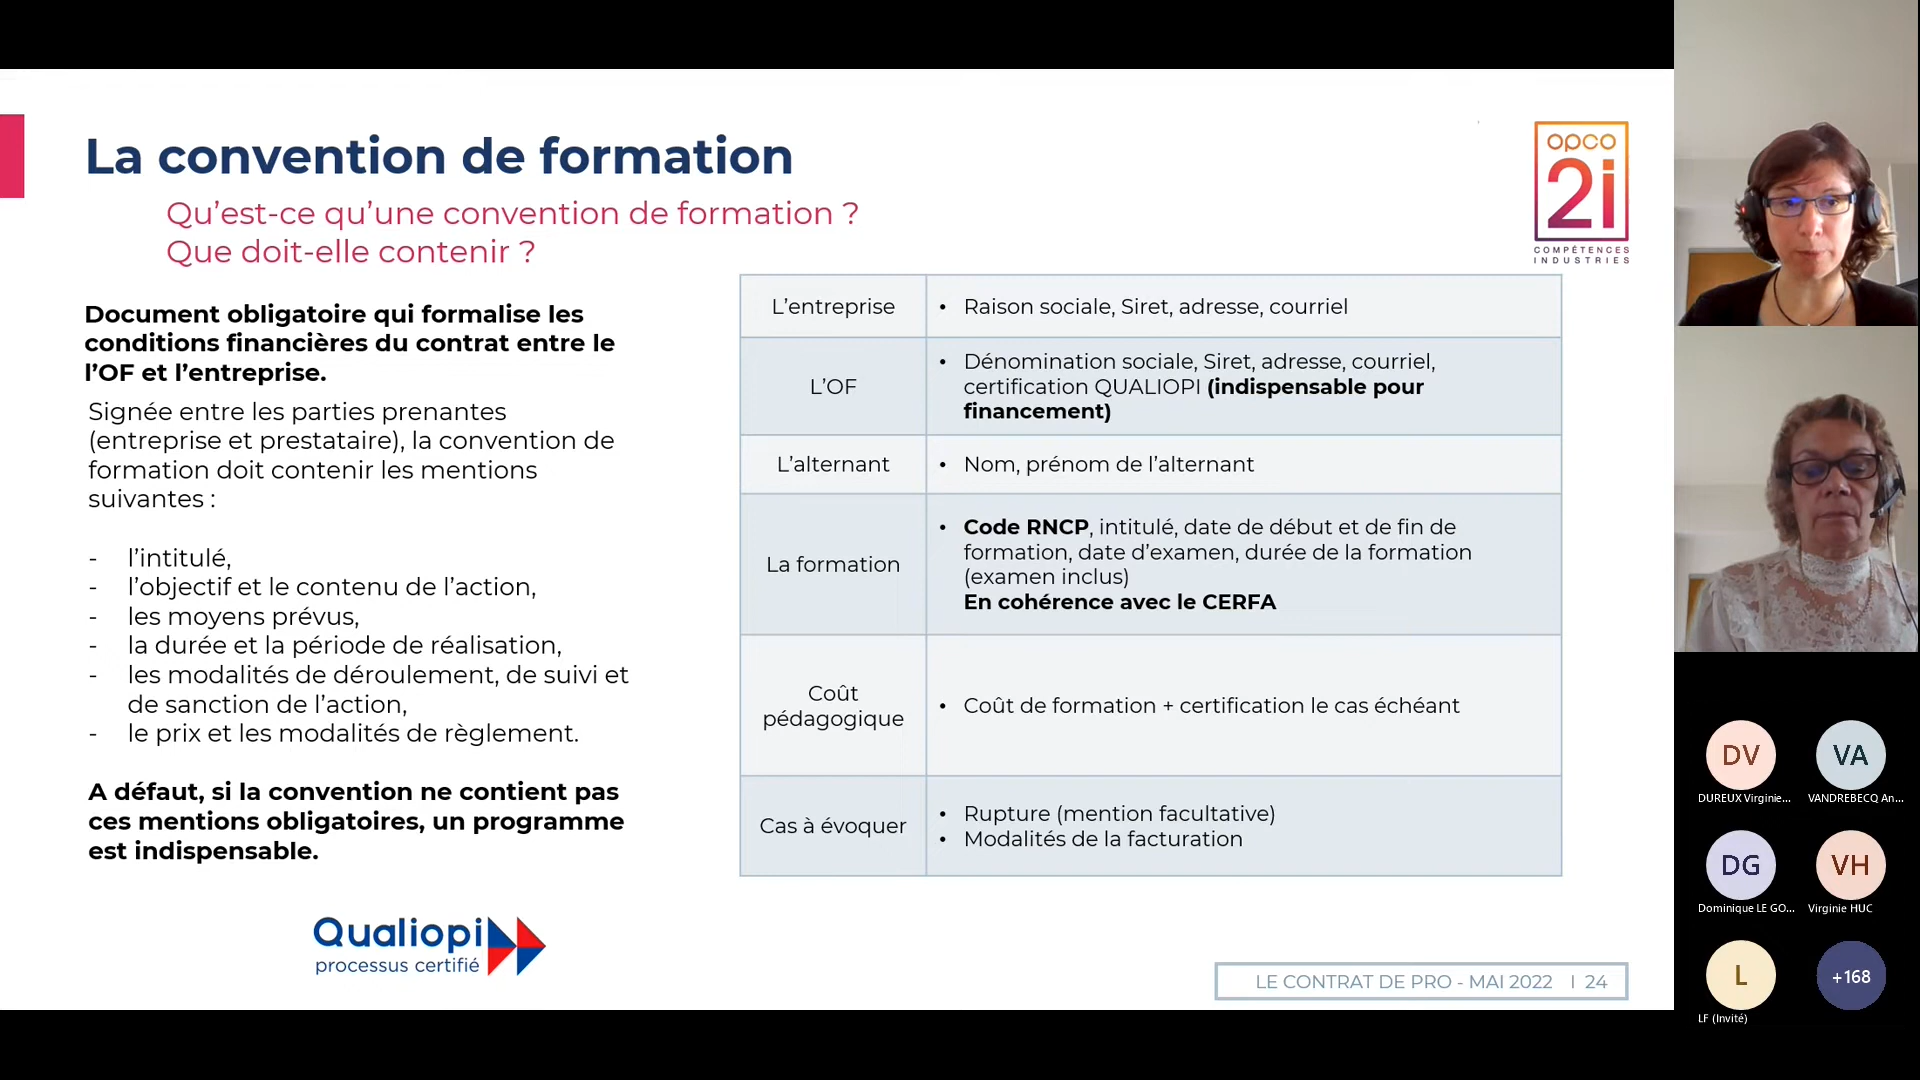 La convention de formation
Qu’est-ce qu’une convention de formation ?
Que doit-elle contenir ?
opco
2i
COMPÉTENCES
INDUSTRIES
Document obligatoire qui formalise les
conditions financières du contrat entre le
l’OF et l’entreprise.
Signée entre les parties prenantes
(entreprise et prestataire), la convention de
formation doit contenir les mentions
suivantes :
- l’intitulé,
- l’objectif et le contenu de l’action,
- les moyens prévus,
- la durée et la période de réalisation,
- les modalités de déroulement, de suivi et
de sanction de l’action,
- le prix et les modalités de règlement.
A défaut, si la convention ne contient pas
ces mentions obligatoires, un programme
est indispensable.
L’entreprise
• Raison sociale, Siret, adresse, courriel
L’OF
• Dénomination sociale, Siret, adresse, courriel,
certification QUALIOPI (indispensable pour
financement)
L’alternant
• Nom, prénom de l’alternant
La formation
• Code RNCP, intitulé, date de début et de fin de
formation, date d’examen, durée de la formation
(examen inclus)
En cohérence avec le CERFA
Coût
pédagogique
• Coût de formation + certification le cas échéant
Cas à évoquer
• Rupture (mention facultative)
• Modalités de la facturation
Qualiopi
processus certifié
LE CONTRAT DE PRO - MAI 2022 I 24
DV
DUREUX Virginie...
VA
VANDREBECQ An...
DG
Dominique LE GO...
VH
Virginie HUC
L
LF (Invité)
+168